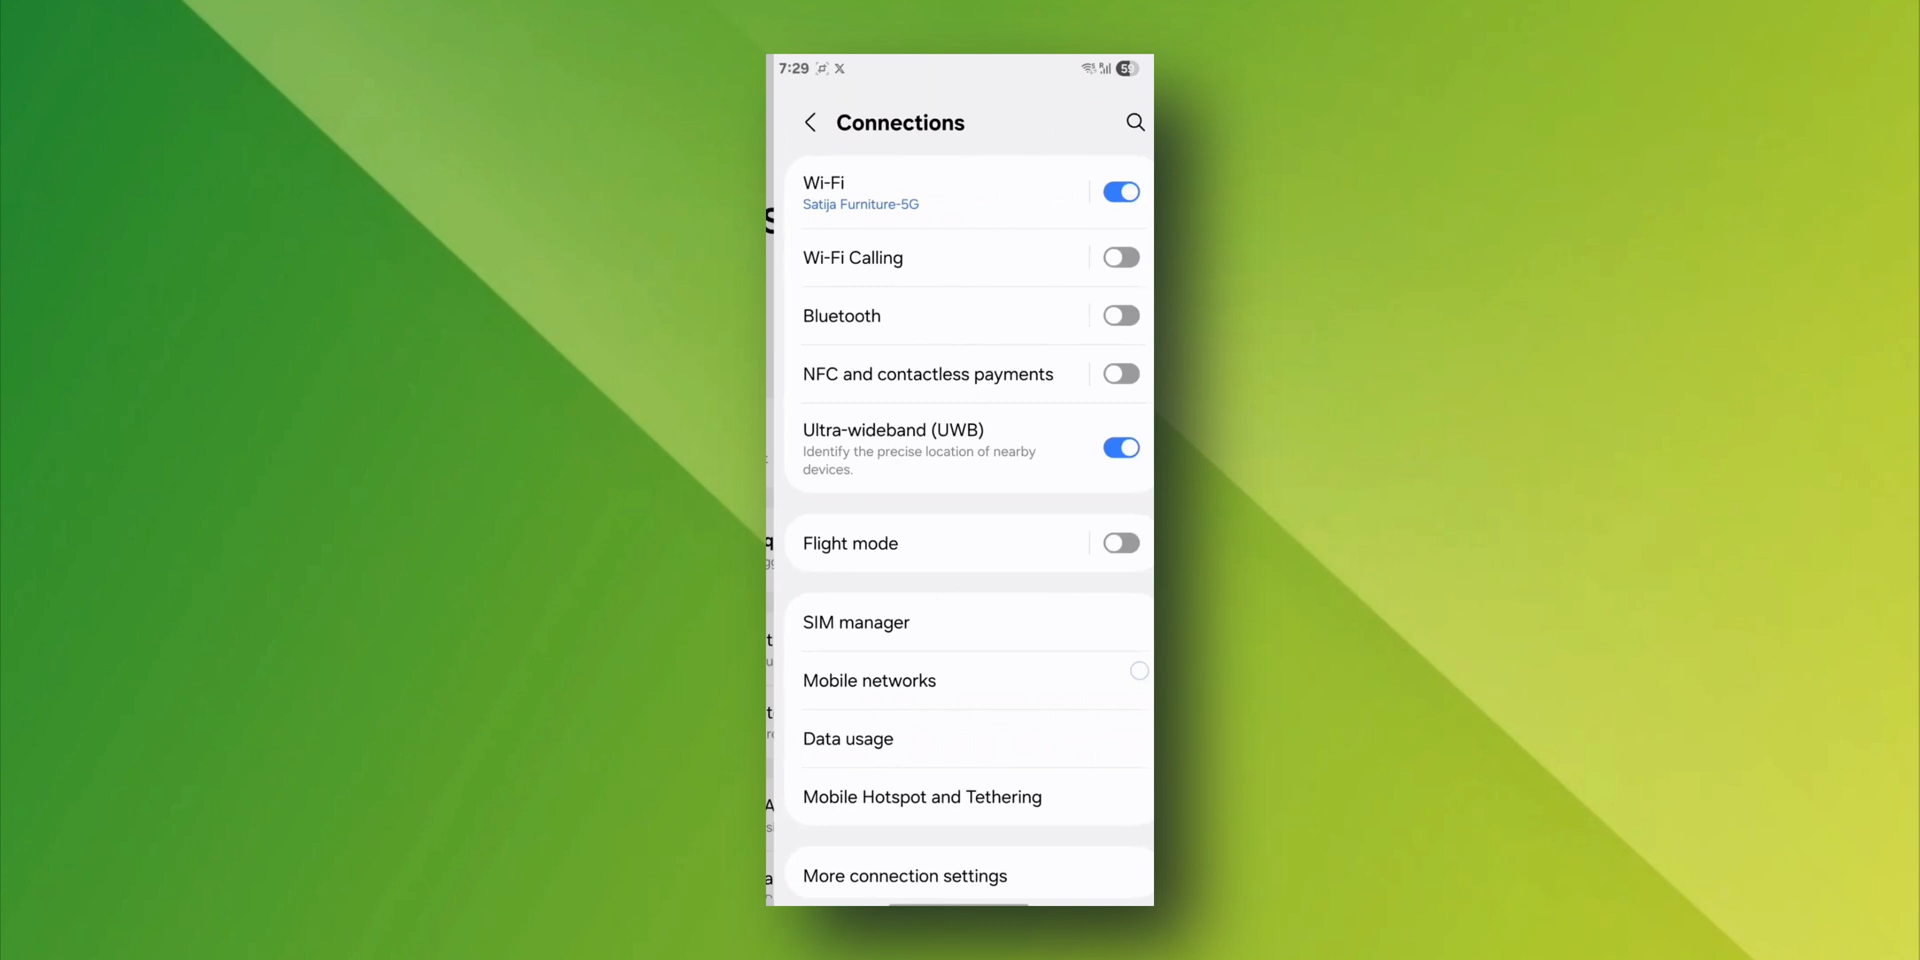 7:29 X 59
Connections
Wi-Fi
Satija Furniture-5G
Wi-Fi Calling
Bluetooth
NFC and contactless payments
Ultra-wideband (UWB)
Identify the precise location of nearby
devices.
Flight mode
SIM manager
Mobile networks
Data usage
Mobile Hotspot and Tethering
More connection settings